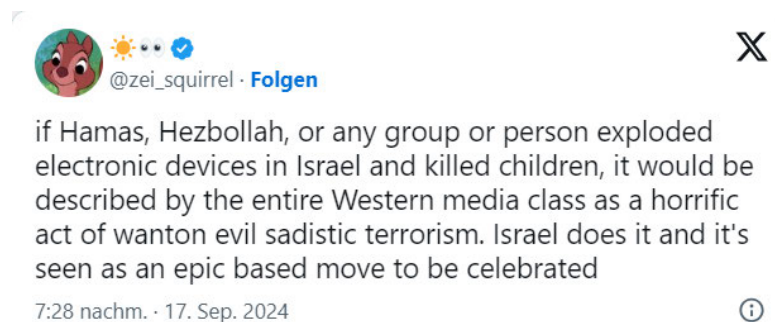 ☀️👀
@zei_squirrel · Folgen
if Hamas, Hezbollah, or any group or person exploded
electronic devices in Israel and killed children, it would be
described by the entire Western media class as a horrific
act of wanton evil sadistic terrorism. Israel does it and it's
seen as an epic based move to be celebrated
7:28 nachm. · 17. Sep. 2024